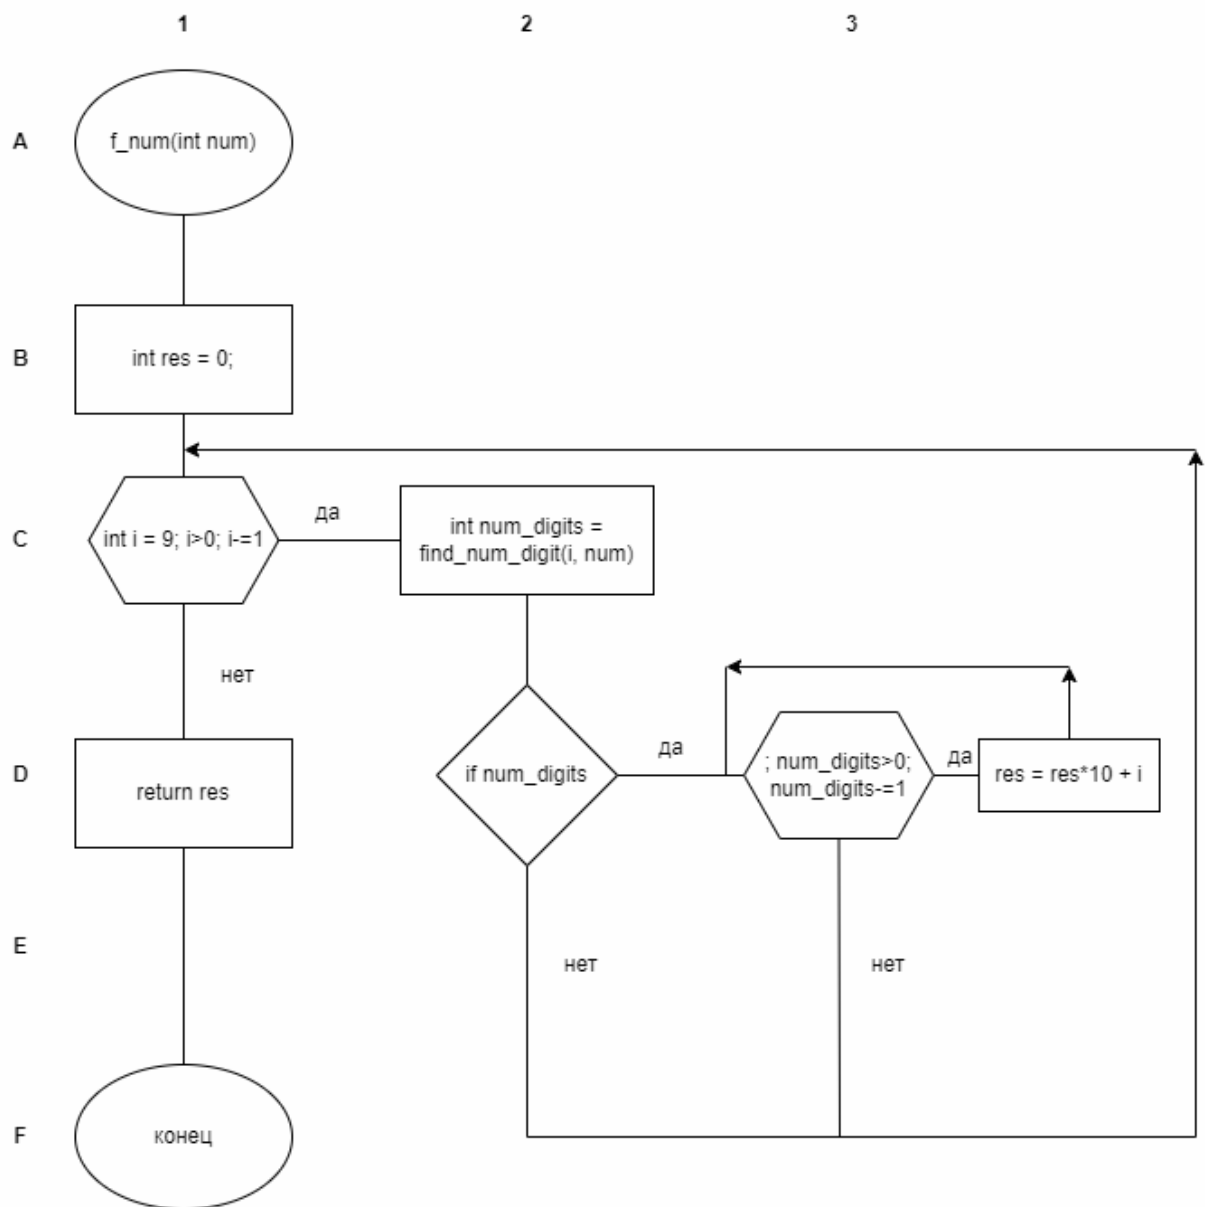 1
2
3
A
f_num(int num)
B
int res = 0;
C
int i = 9; i>0; i-=1
да
int num_digits =
find_num_digit(i, num)
нет
D
return res
if num_digits
да
; num_digits>0;
num_digits-=1
да
res = res*10 + i
E
нет
нет
F
конец